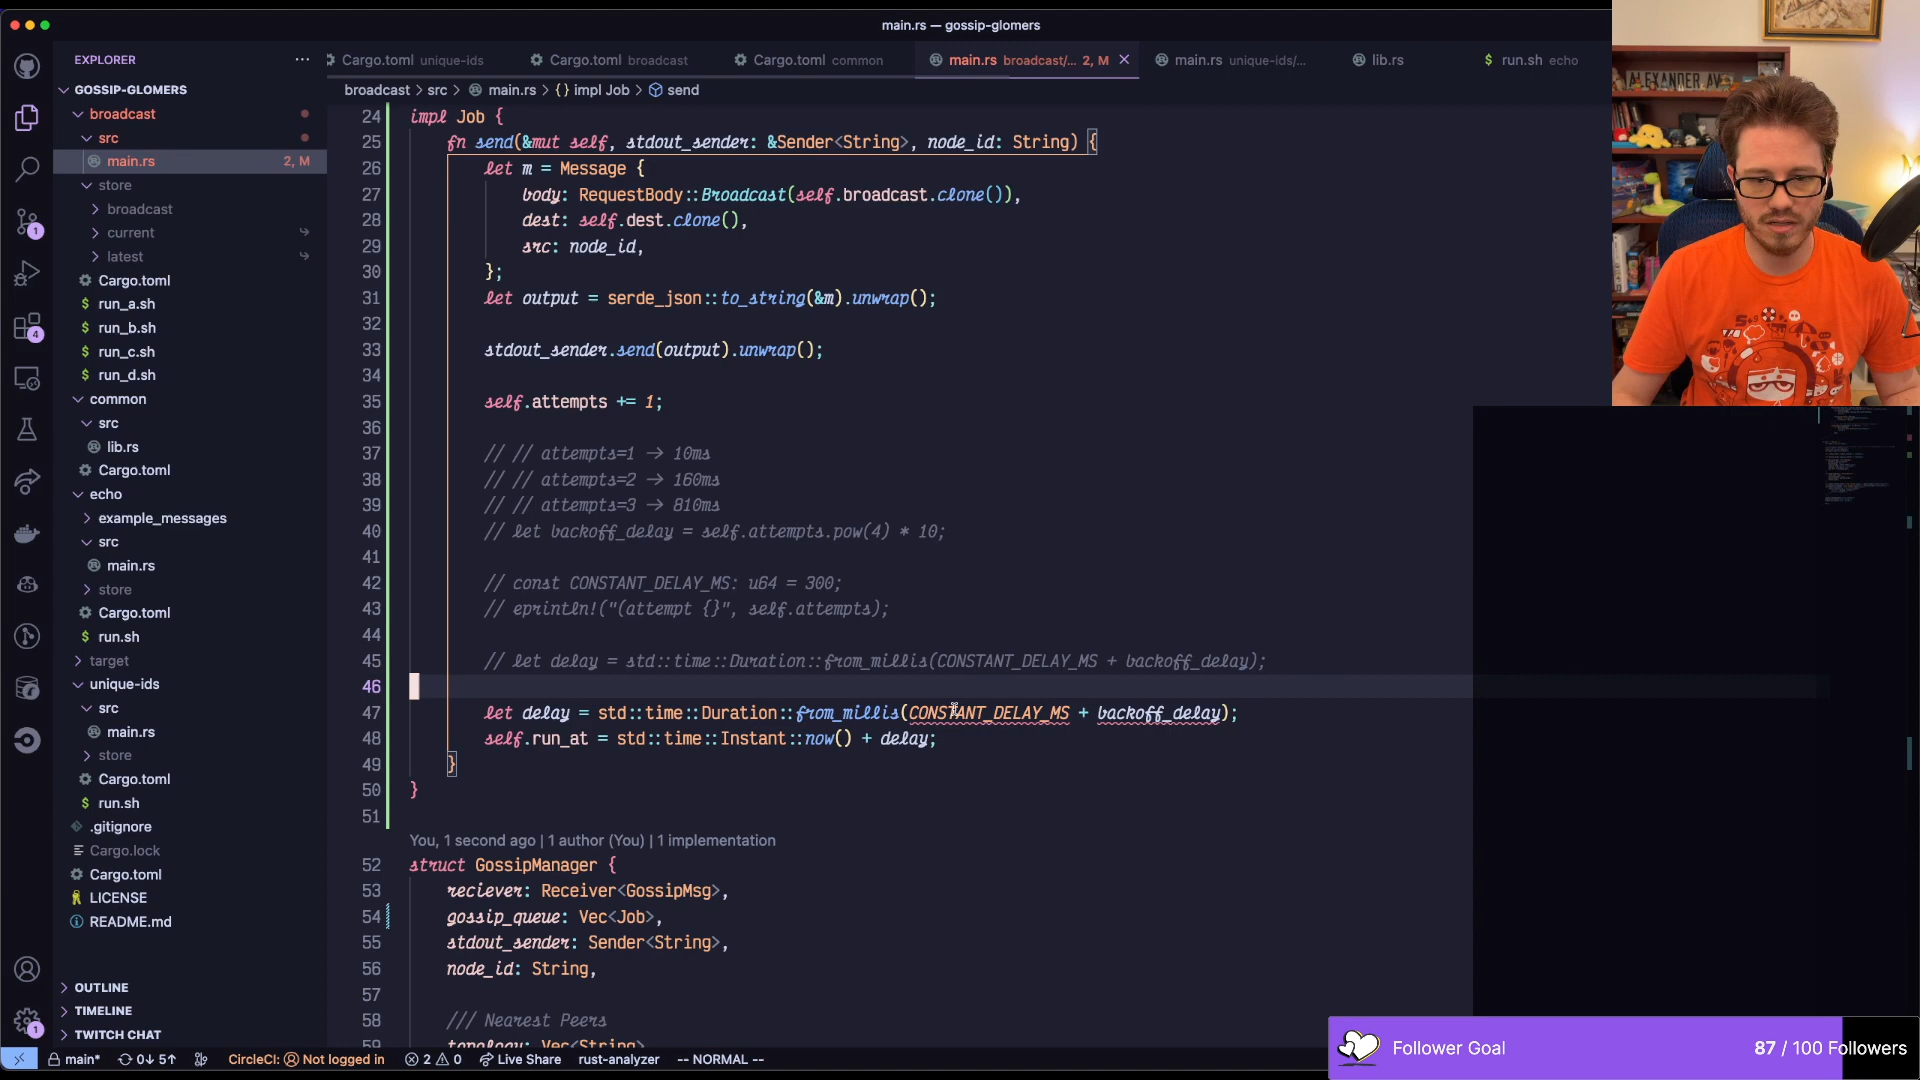 main.rs — gossip-glomers
EXPLORER
Cargo.toml unique-ids
Cargo.toml broadcast
Cargo.toml common
main.rs broadcast/... 2, M
main.rs unique-ids/...
lib.rs
$ run.sh echo
GOSSIP-GLOMERS
broadcast
src
main.rs 2, M
store
broadcast
current
latest
Cargo.toml
$ run_a.sh
$ run_b.sh
$ run_c.sh
$ run_d.sh
common
src
lib.rs
Cargo.toml
echo
example_messages
src
main.rs
store
Cargo.toml
$ run.sh
target
unique-ids
src
main.rs
store
Cargo.toml
$ run.sh
.gitignore
Cargo.lock
Cargo.toml
LICENSE
README.md
OUTLINE
TIMELINE
TWITCH CHAT
1
4
1
broadcast > src > main.rs > {} impl Job > send
24 impl Job {
25 fn send(&mut self, stdout_sender: &Sender<String>, node_id: String) {
26 let m = Message {
27 body: RequestBody::Broadcast(self.broadcast.clone()),
28 dest: self.dest.clone(),
29 src: node_id,
30 };
31 let output = serde_json::to_string(&m).unwrap();
32
33 stdout_sender.send(output).unwrap();
34
35 self.attempts += 1;
36
37 // // attempts=1 -> 10ms
38 // // attempts=2 -> 160ms
39 // // attempts=3 -> 810ms
40 // let backoff_delay = self.attempts.pow(4) * 10;
41
42 // const CONSTANT_DELAY_MS: u64 = 300;
43 // eprintln!("(attempt {}", self.attempts);
44
45 // let delay = std::time::Duration::from_millis(CONSTANT_DELAY_MS + backoff_delay);
46
47 let delay = std::time::Duration::from_millis(CONSTANT_DELAY_MS + backoff_delay);
48 self.run_at = std::time::Instant::now() + delay;
49 }
50 }
51
You, 1 second ago | 1 author (You) | 1 implementation
52 struct GossipManager {
53 reciever: Receiver<GossipMsg>,
54 gossip_queue: Vec<Job>,
55 stdout_sender: Sender<String>,
56 node_id: String,
57
58 /// Nearest Peers
59 topology: Vec<String>
main* 0↓ 5↑ CircleCI: Not logged in 2 0 Live Share rust-analyzer -- NORMAL --
ALEXANDER AV
Follower Goal
87 / 100 Followers